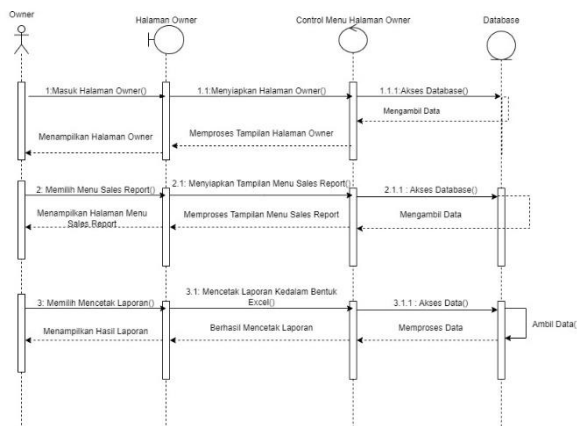 Owner
Halaman Owner
Control Menu Halaman Owner
Database
1:Masuk Halaman Owner()
1.1:Menyiapkan Halaman Owner()
1.1.1:Akses Database()
Mengambil Data
Memproses Tampilan Halaman Owner
Menampilkan Halaman Owner
2: Memilih Menu Sales Report()
2.1: Menyiapkan Tampilan Menu Sales Report()
2.1.1 : Akses Database()
Menampilkan Halaman Menu
Sales Report
Memproses Tampilan Menu Sales Report
Mengambil Data
3: Memilih Mencetak Laporan()
3.1: Mencetak Laporan Kedalam Bentuk
Excel()
3.1.1 : Akses Data()
Ambil Data()
Menampilkan Hasil Laporan
Berhasil Mencetak Laporan
Memproses Data